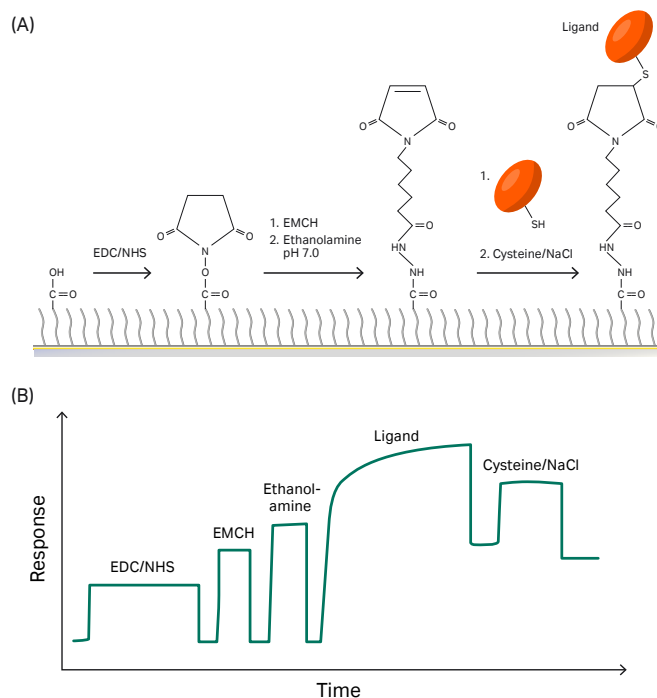 (A)
Ligand
S
O
N
O
O
N
O
1.
SH
1. EMCH
2. Ethanolamine
pH 7.0
2. Cysteine/NaCl
EDC/NHS
O
O
N
O
C
O
OH
C
O
O
HN
NH
C
O
O
HN
NH
C
O
(B)
Response
Ligand
Cysteine/NaCl
Ethanol-
amine
EMCH
EDC/NHS
Time